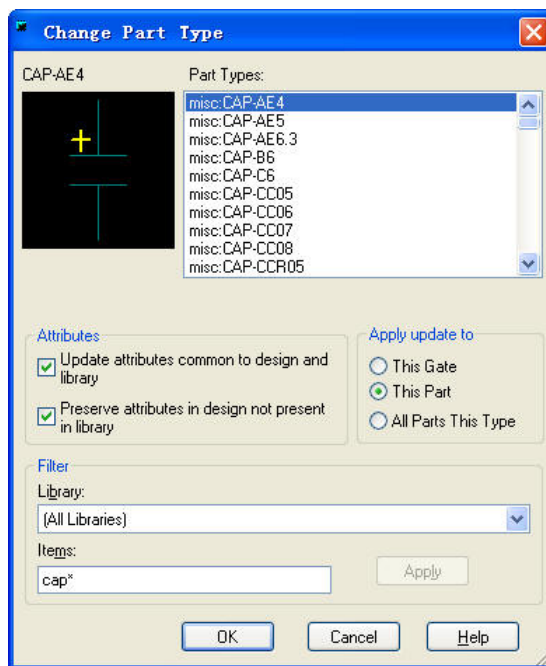 Change Part Type
CAP-AE4
Part Types:
misc:CAP-AE4
misc:CAP-AE5
misc:CAP-AE6.3
misc:CAP-B6
misc:CAP-C6
misc:CAP-CC05
misc:CAP-CC06
misc:CAP-CC07
misc:CAP-CC08
misc:CAP-CCR05
Attributes
Update attributes common to design and
library
Preserve attributes in design not present
in library
Apply update to
This Gate
This Part
All Parts This Type
Filter
Library:
(All Libraries)
Items:
cap*
Apply
OK
Cancel
Help